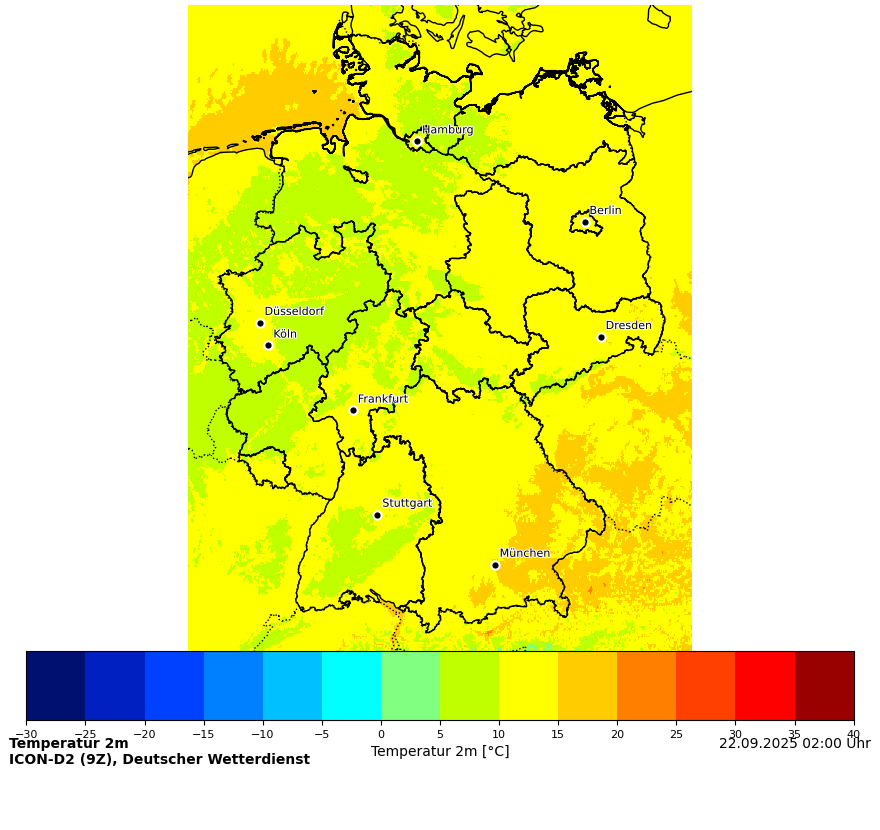 Hamburg
Berlin
Düsseldorf
Köln
Dresden
Frankfurt
Stuttgart
München
−30 −25 −20 −15 −10 −5 0 5 10 15 20 25 30 35 40
Temperatur 2m
22.09.2025 02:00 Uhr
Temperatur 2m [°C]
ICON-D2 (9Z), Deutscher Wetterdienst